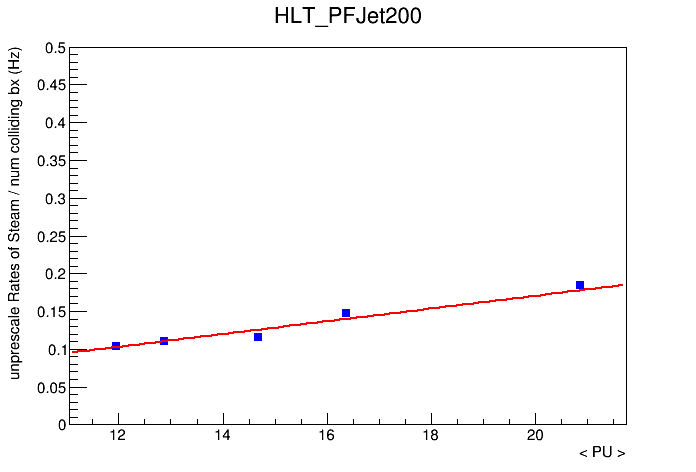 HLT_PFJet200
unprescale Rates of Steam / num colliding bx (Hz)
0.5
0.45
0.4
0.35
0.3
0.25
0.2
0.15
0.1
0.05
0
12 14 16 18 20
< PU >